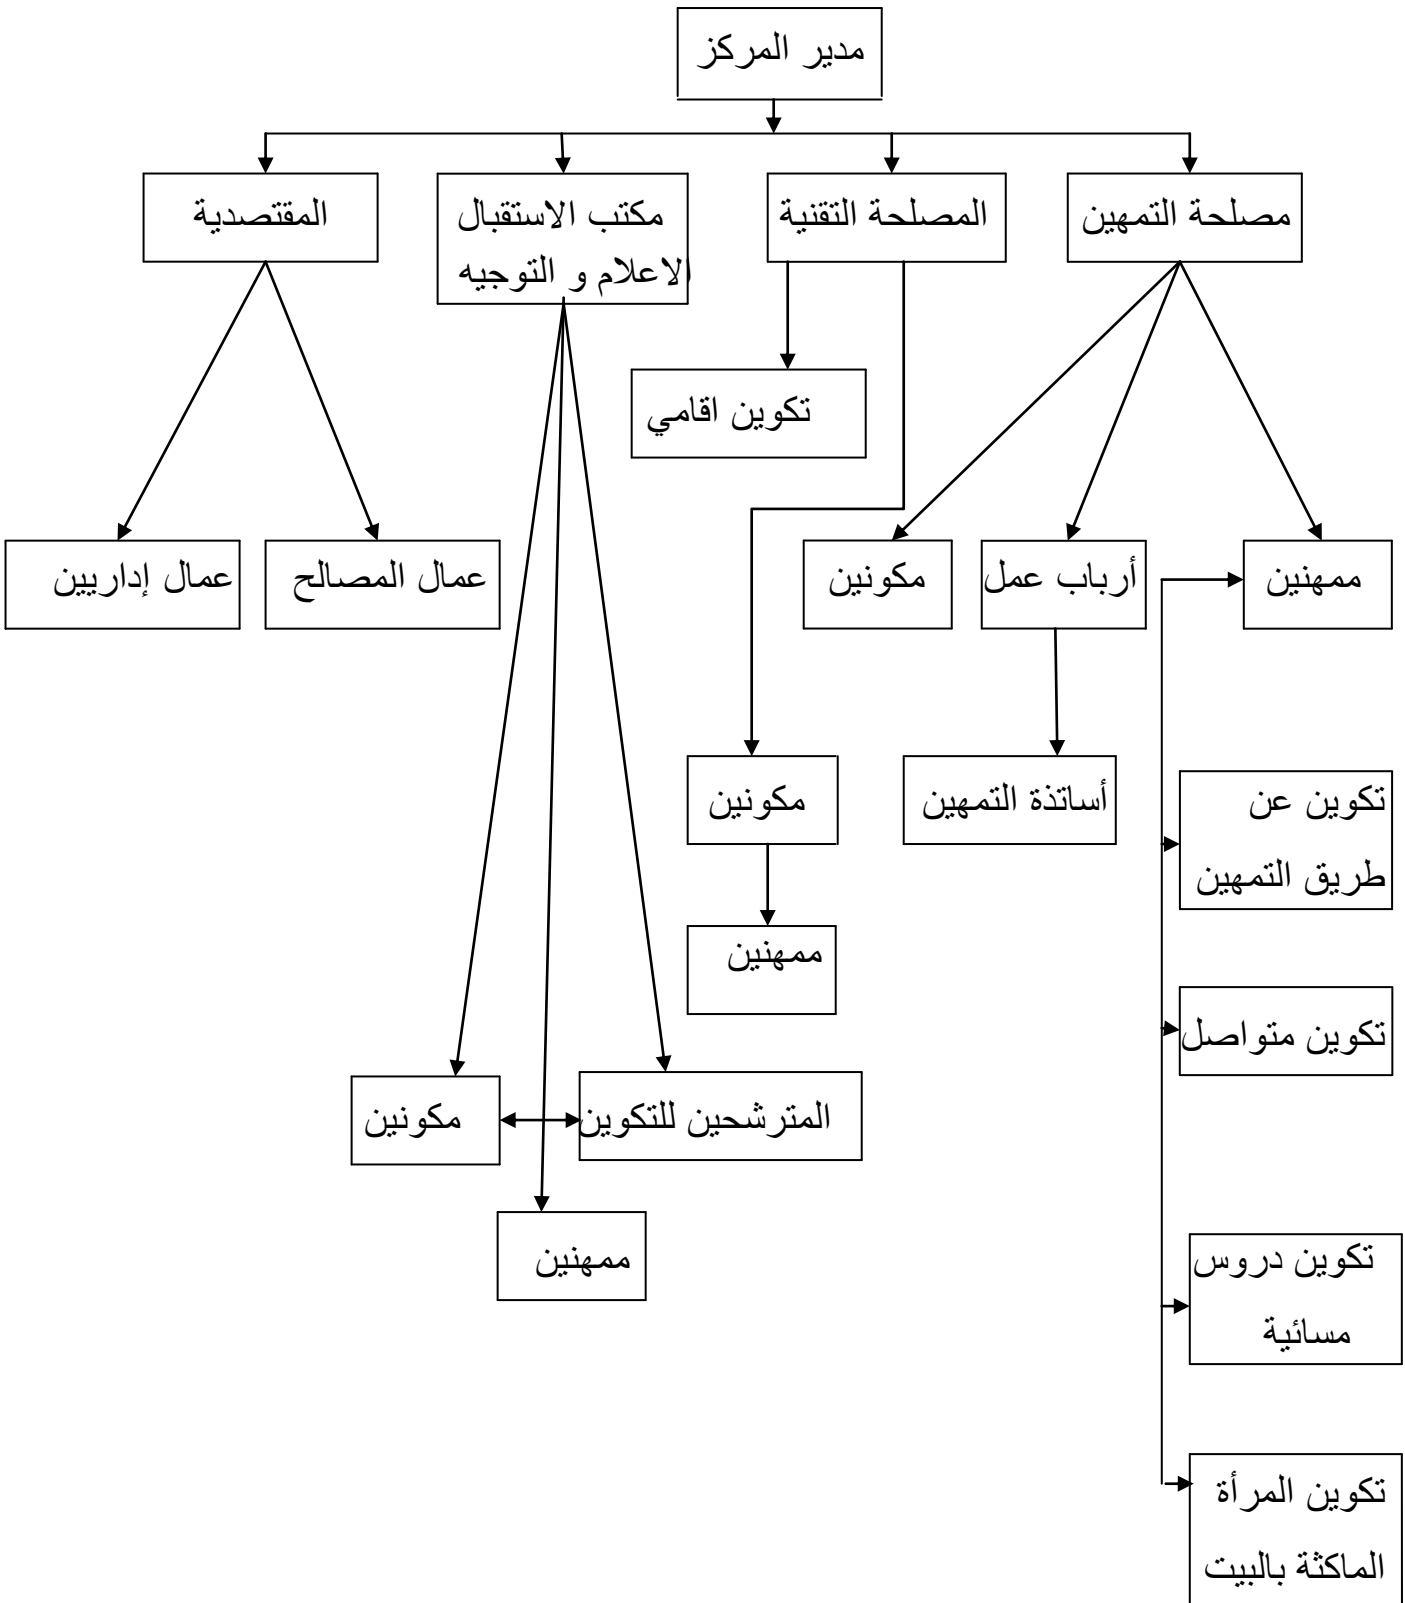 مدير المركز
مصلحة التمهين
المصلحة التقنية
مكتب الاستقبال
الاعلام و التوجيه
المقتصدية
تكوين اقامي
ممهنين
أرباب عمل
مكونين
عمال المصالح
عمال إداريين
تكوين عن
طريق التمهين
أساتذة التمهين
مكونين
ممهنين
تكوين متواصل
المترشحين للتكوين
مكونين
ممهنين
تكوين دروس
مسائية
تكوين المرأة
الماكثة بالبيت